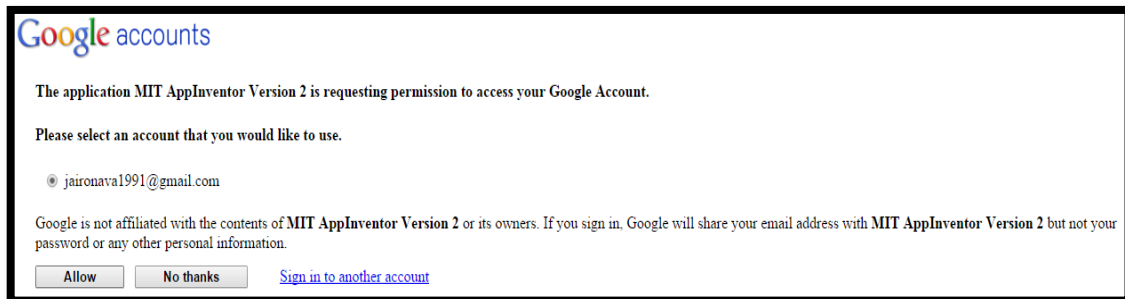 Google accounts
The application MIT AppInventor Version 2 is requesting permission to access your Google Account.
Please select an account that you would like to use.
jaironava1991@gmail.com
Google is not affiliated with the contents of MIT AppInventor Version 2 or its owners. If you sign in, Google will share your email address with MIT AppInventor Version 2 but not your
password or any other personal information.
Allow No thanks Sign in to another account